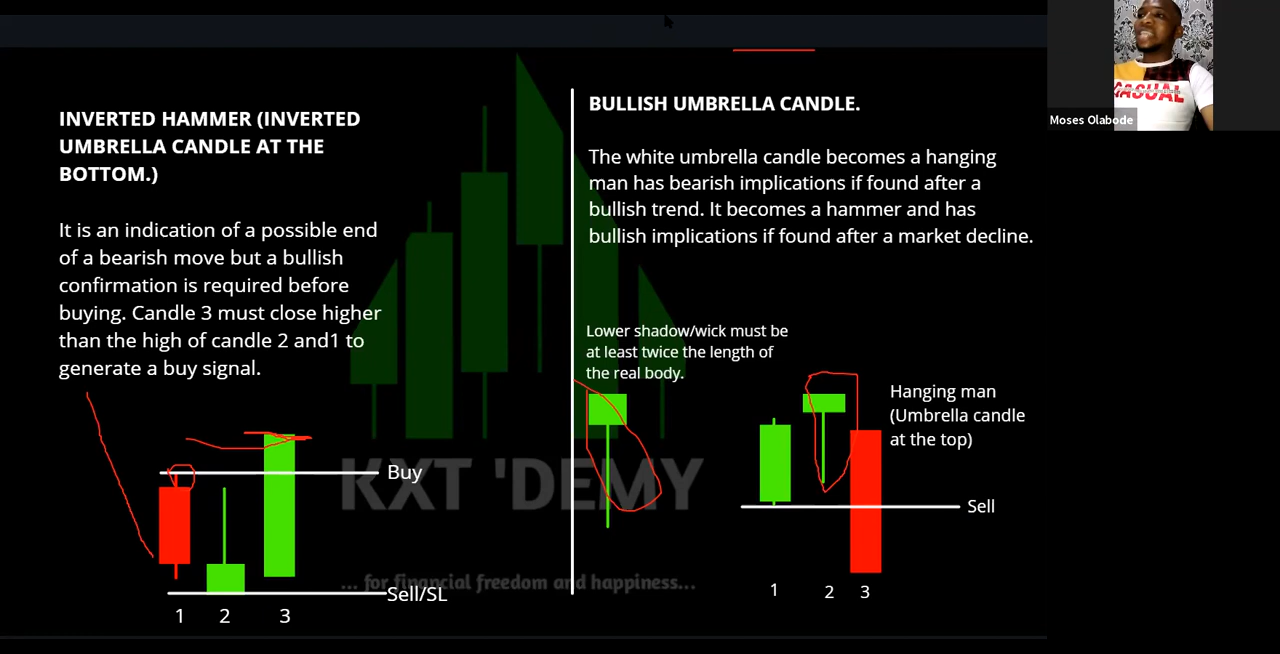 INVERTED HAMMER (INVERTED
UMBRELLA CANDLE AT THE
BOTTOM.)
It is an indication of a possible end
of a bearish move but a bullish
confirmation is required before
buying. Candle 3 must close higher
than the high of candle 2 and1 to
generate a buy signal.
Buy
Sell/SL
1 2 3
BULLISH UMBRELLA CANDLE.
The white umbrella candle becomes a hanging
man has bearish implications if found after a
bullish trend. It becomes a hammer and has
bullish implications if found after a market decline.
Lower shadow/wick must be
at least twice the length of
the real body.
Hanging man
(Umbrella candle
at the top)
Sell
1 2 3
KXT 'DEMY
... for financial freedom and happiness...
CASUAL
Moses Olabode